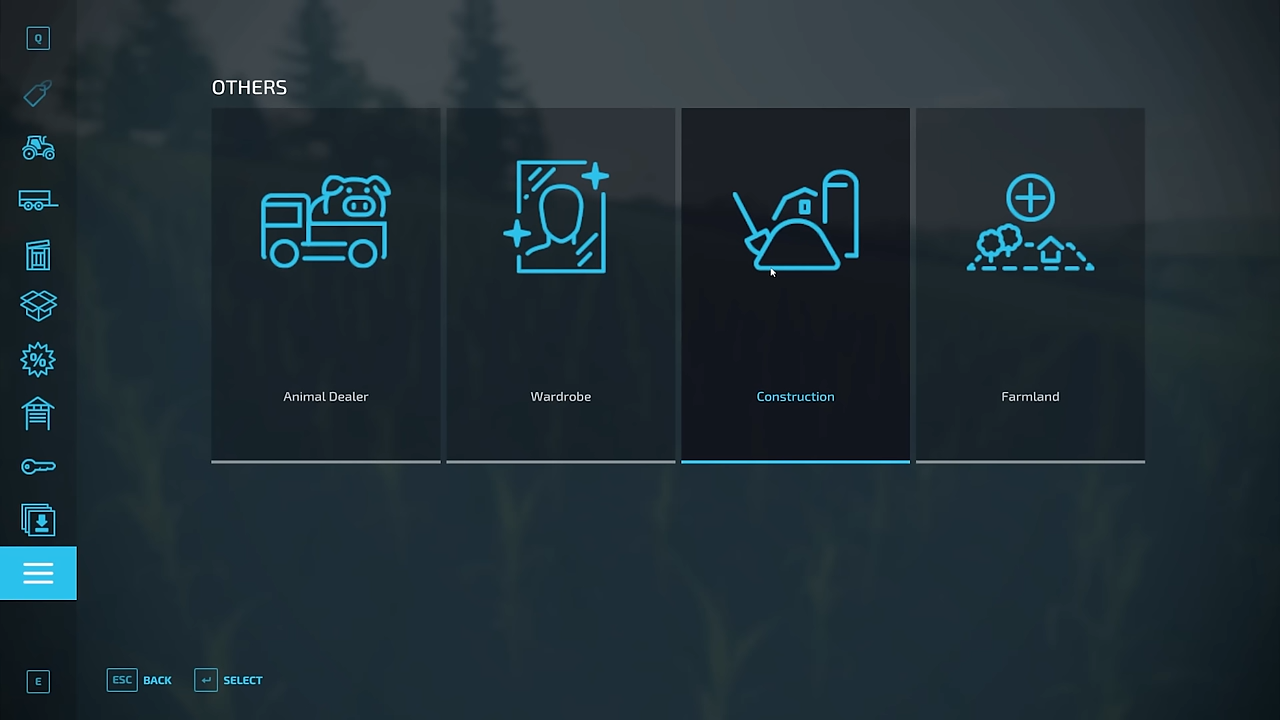 Q
OTHERS
Animal Dealer
Wardrobe
Construction
Farmland
%
E
ESC BACK
SELECT